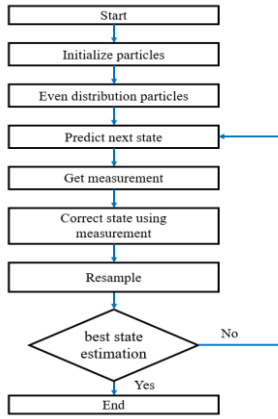 Start
Initialize particles
Even distribution particles
Predict next state
Get measurement
Correct state using
measurement
Resample
best state
estimation
No
Yes
End